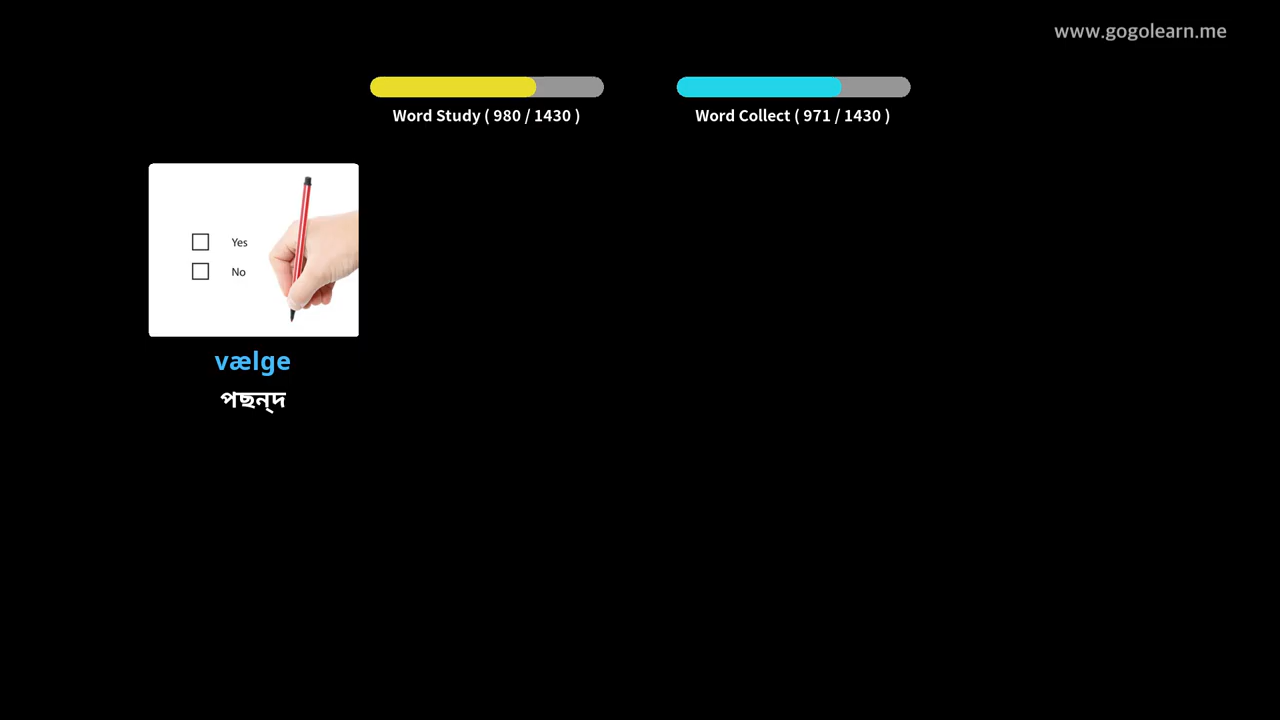 www.gogolearn.me
Word Study ( 980 / 1430 )
Word Collect ( 971 / 1430 )
Yes
No
vælge
পছন্দ